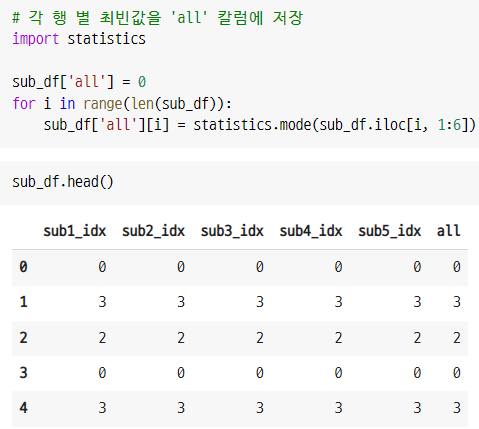 # 각 행 별 최빈값을 'all' 칼럼에 저장
import statistics
sub_df['all'] = 0
for i in range(len(sub_df)):
    sub_df['all'][i] = statistics.mode(sub_df.iloc[i, 1:6])
sub_df.head()
sub1_idx sub2_idx sub3_idx sub4_idx sub5_idx all
0 0 0 0 0 0 0
1 3 3 3 3 3 3
2 2 2 2 2 2 2
3 0 0 0 0 0 0
4 3 3 3 3 3 3